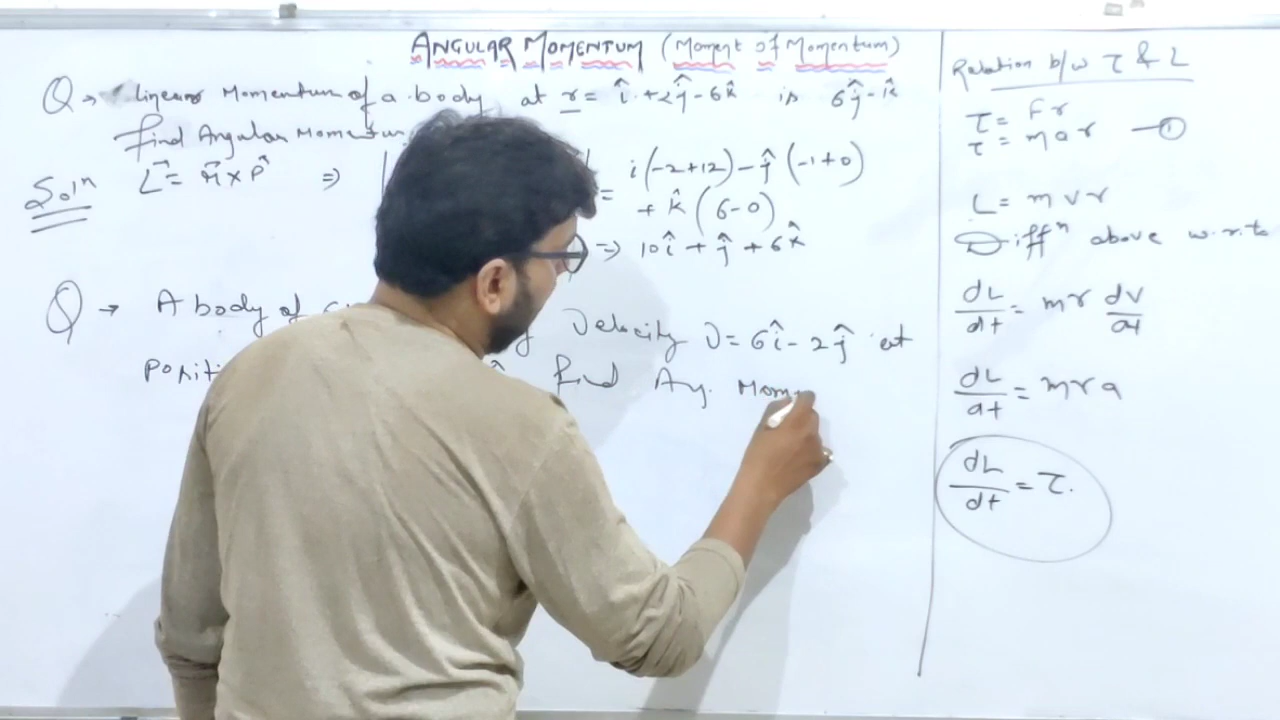 ANGULAR MOMENTUM (Moment of Momentum)
Q → linear Momentum of a body at r = î + 2ĵ - 6k̂ is 6ĵ - k̂
find Angular Momentum
Solⁿ L⃗ = r⃗ × p⃗ ⇒ = i(-2+12) - ĵ(-1+0)
+ k̂(6-0)
⇒ 10î + ĵ + 6k̂
Q → A body of Velocity v = 6î - 2ĵ at
find Ang. Mom
Relation b/w τ & L
τ = F r
τ = m a r —①
L = m v r
Diffⁿ above w.r.to
dL/dt = mr dv/dt
dL/dt = m r a
dL/dt = τ.